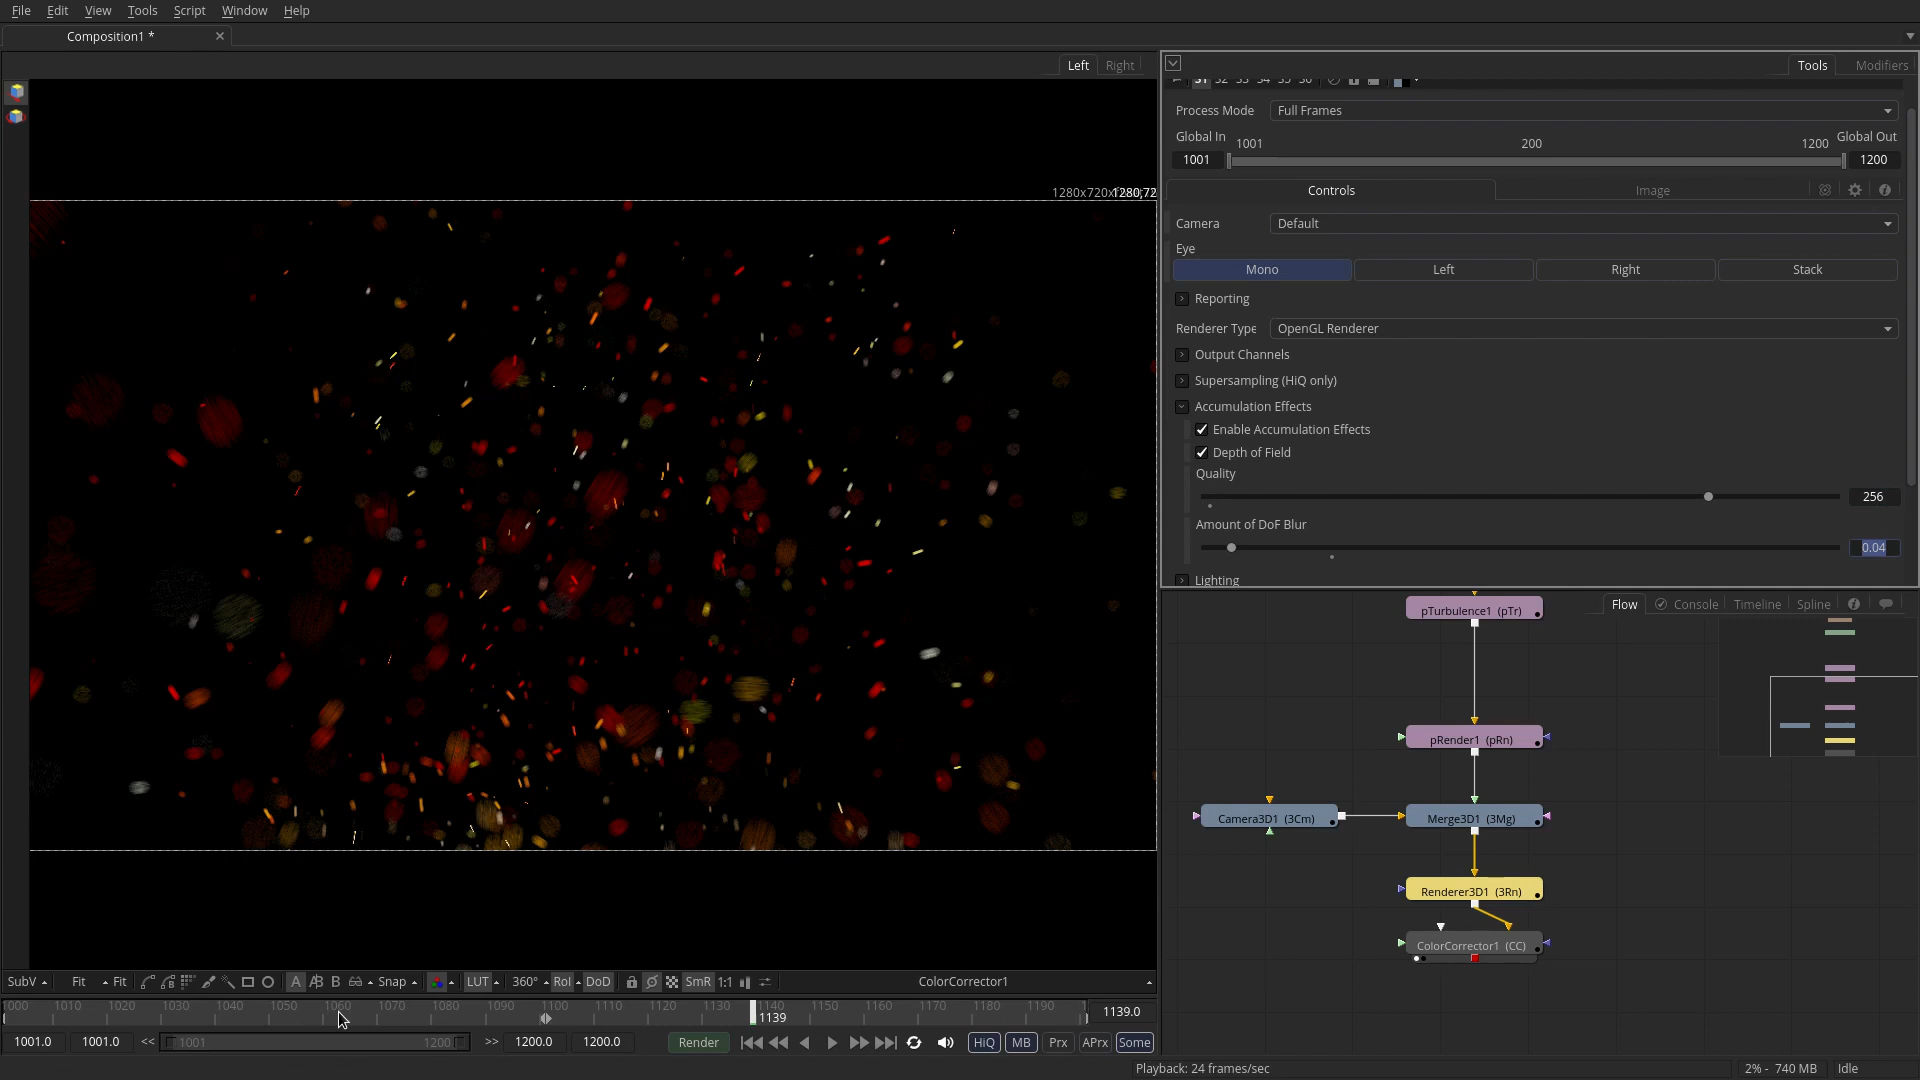 File Edit View Tools Script Window Help
Composition1 *
Left Right
Tools Modifiers
Process Mode Full Frames
Global In 1001 200 1200 Global Out
1001 1200
Controls Image
Camera Default
Eye
Mono Left Right Stack
Reporting
Renderer Type OpenGL Renderer
Output Channels
Supersampling (HiQ only)
Accumulation Effects
Enable Accumulation Effects
Depth of Field
Quality
256
Amount of DoF Blur
0.04
Lighting
Flow Console Timeline Spline
pTurbulence1 (pTr)
pRender1 (pRn)
Camera3D1 (3Cm) Merge3D1 (3Mg)
Renderer3D1 (3Rn)
ColorCorrector1 (CC)
SubV Fit Fit A B Snap LUT 360° RoI DoD SmR 1:1 ColorCorrector1
1000 1010 1020 1030 1040 1050 1060 1070 1080 1090 1100 1110 1120 1130 1140 1150 1160 1170 1180 1190
1139 1139.0
1001.0 1001.0 << 1001 1200 >> 1200.0 1200.0 Render HiQ MB Prx APrx Some
Playback: 24 frames/sec 2% - 740 MB Idle